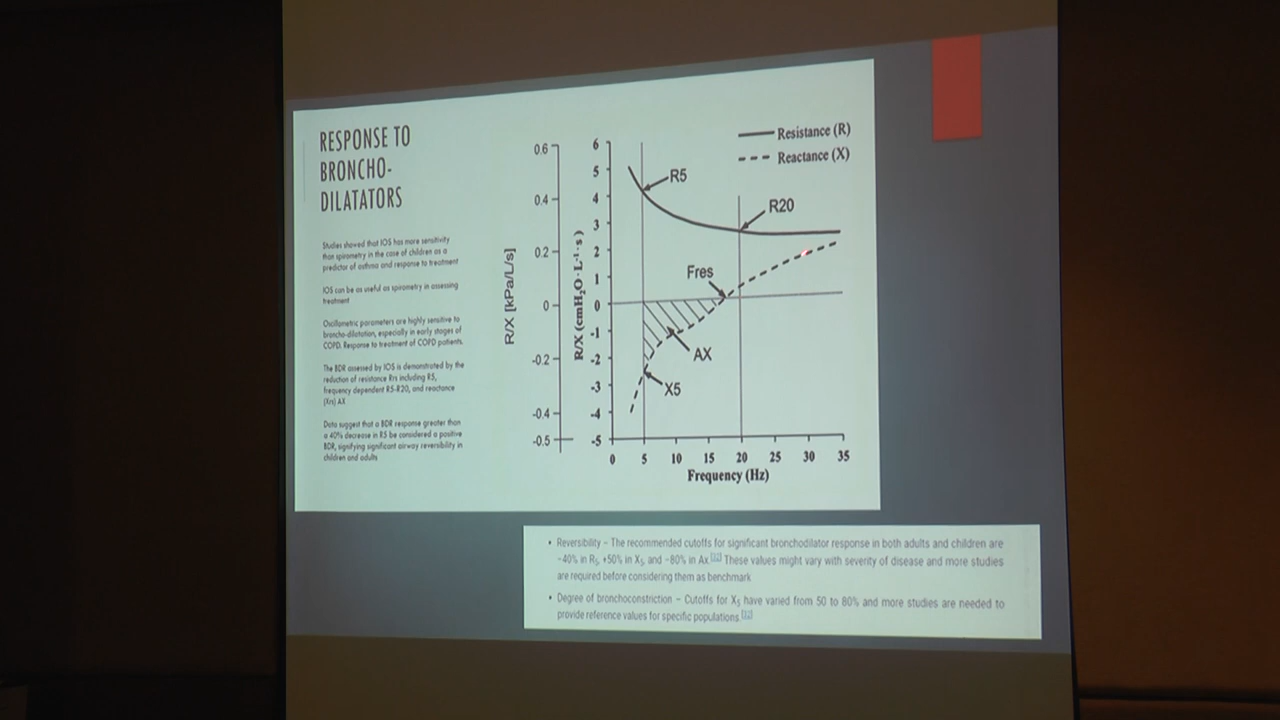 RESPONSE TO
BRONCHO-
DILATATORS
Studies showed that IOS has more sensitivity
than spirometry in the case of children as a
predictor of asthma and response to treatment
IOS can be as useful as spirometry in assessing
treatment
Oscillometric parameters are highly sensitive to
broncho-dilatation, especially in early stages of
COPD. Response to treatment of COPD patients.
The BDR assessed by IOS is demonstrated by the
reduction of resistance Rrs including R5,
frequency dependent R5-R20, and reactance
(Xrs) AX
Data suggest that a BDR response greater than
a 40% decrease in R5 be considered a positive
BDR, signifying significant airway reversibility in
children and adults
Resistance (R)
Reactance (X)
R5
R20
Fres
AX
X5
R/X [kPa/L/s]
0.6
0.4
0.2
0
-0.2
-0.4
-0.5
R/X (cmH₂O·L⁻¹·s)
6
5
4
3
2
1
0
-1
-2
-3
-4
-5
0 5 10 15 20 25 30 35
Frequency (Hz)
• Reversibility – The recommended cutoffs for significant bronchodilator response in both adults and children are
−40% in R₅, +50% in X₅, and −80% in Ax.[32] These values might vary with severity of disease and more studies
are required before considering them as benchmark
• Degree of bronchoconstriction – Cutoffs for X₅ have varied from 50 to 80% and more studies are needed to
provide reference values for specific populations.[32]